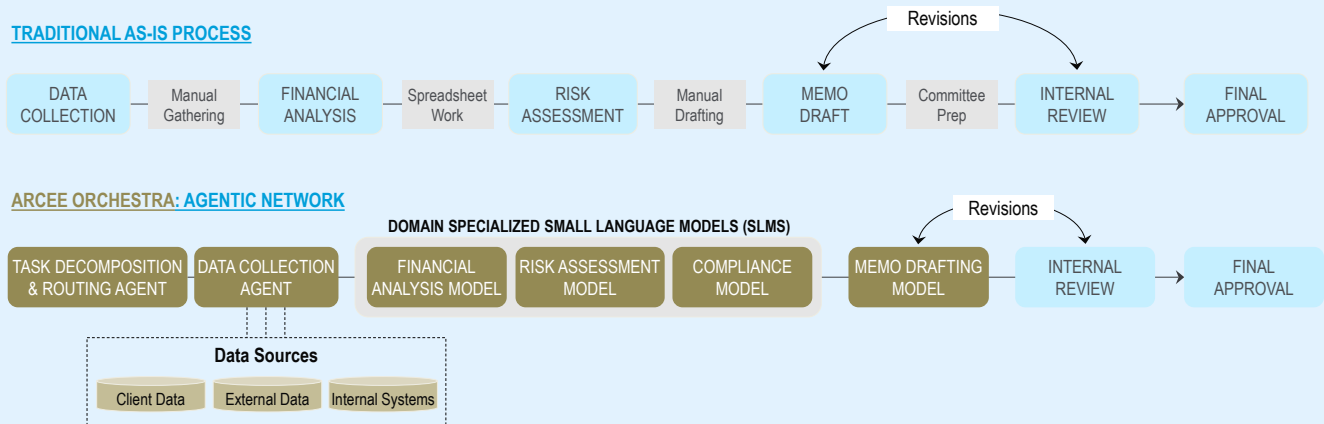 Revisions
TRADITIONAL AS-IS PROCESS
DATA
COLLECTION
Manual
Gathering
FINANCIAL
ANALYSIS
Spreadsheet
Work
RISK
ASSESSMENT
Manual
Drafting
MEMO
DRAFT
Committee
Prep
INTERNAL
REVIEW
FINAL
APPROVAL
ARCEE ORCHESTRA: AGENTIC NETWORK
Revisions
DOMAIN SPECIALIZED SMALL LANGUAGE MODELS (SLMS)
TASK DECOMPOSITION
& ROUTING AGENT
DATA COLLECTION
AGENT
FINANCIAL
ANALYSIS MODEL
RISK ASSESSMENT
MODEL
COMPLIANCE
MODEL
MEMO DRAFTING
MODEL
INTERNAL
REVIEW
FINAL
APPROVAL
Data Sources
Client Data
External Data
Internal Systems